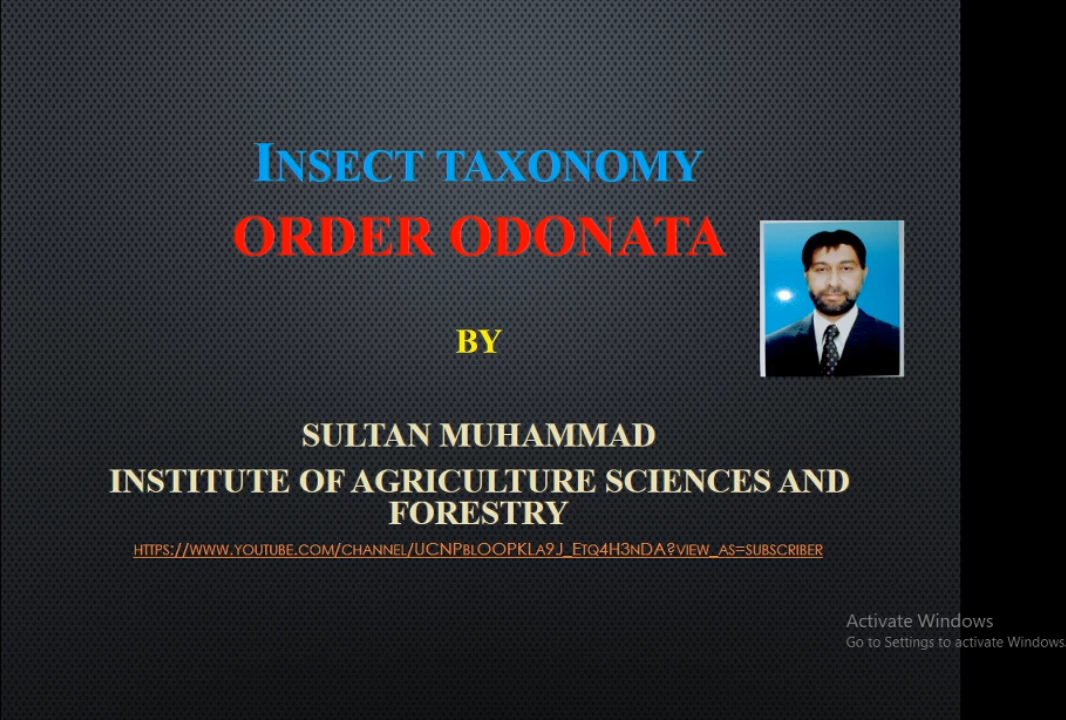 INSECT TAXONOMY
ORDER ODONATA
BY
SULTAN MUHAMMAD
INSTITUTE OF AGRICULTURE SCIENCES AND
FORESTRY
HTTPS://WWW.YOUTUBE.COM/CHANNEL/UCNPBLOOPKLA9J_ETQ4H3NDA?VIEW_AS=SUBSCRIBER
Activate Windows
Go to Settings to activate Windows.